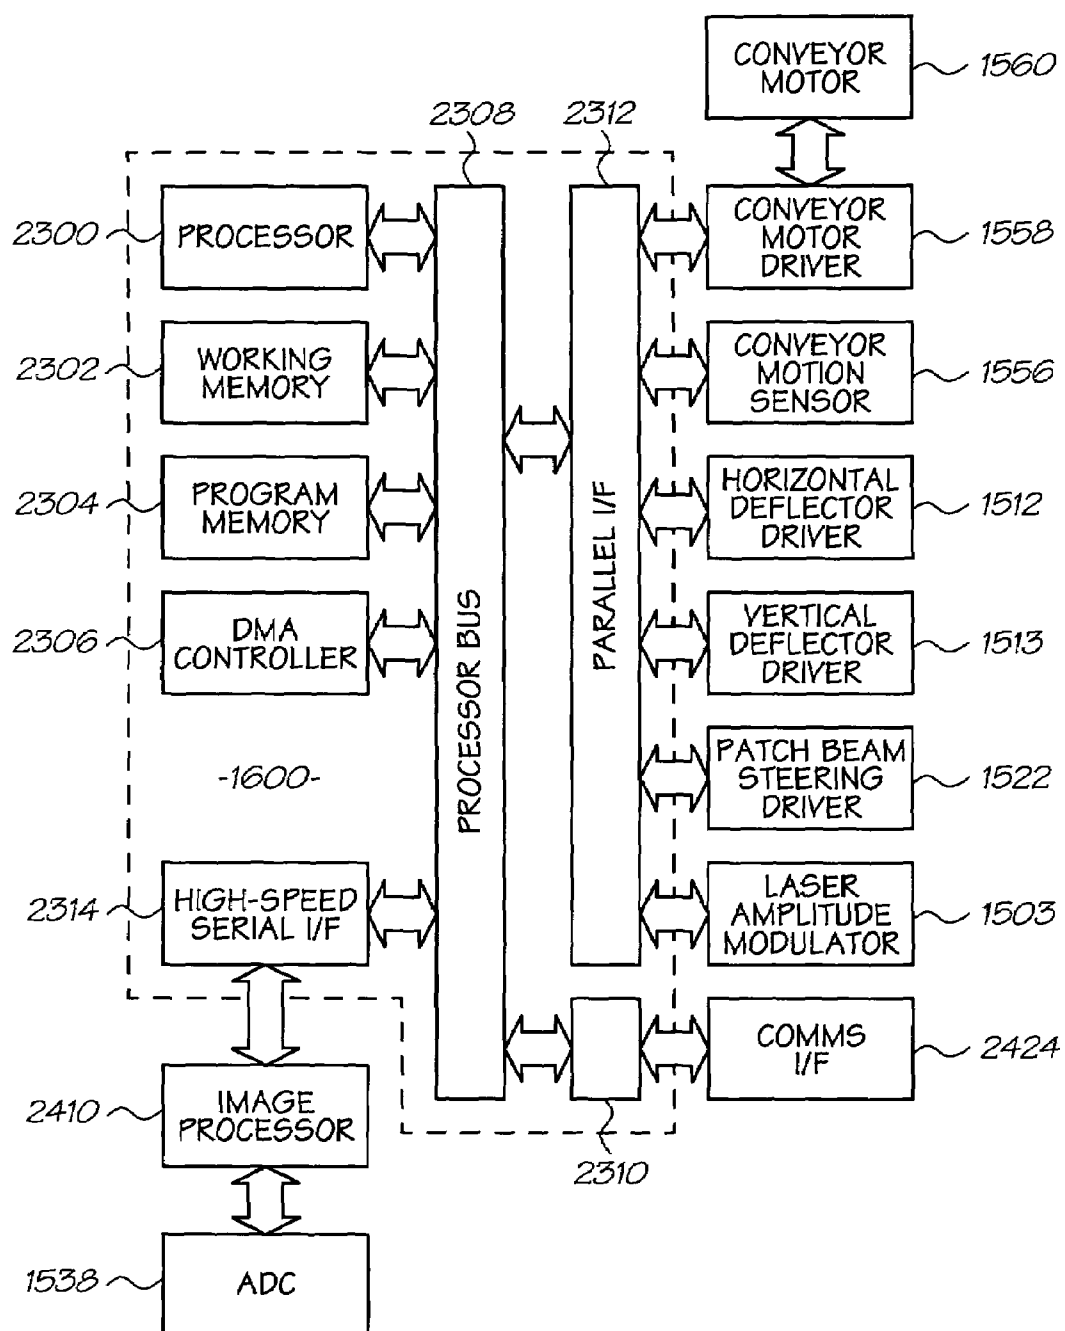 CONVEYOR
MOTOR
1560
2308
2312
2300
PROCESSOR
CONVEYOR
MOTOR
DRIVER
1558
2302
WORKING
MEMORY
CONVEYOR
MOTION
SENSOR
1556
2304
PROGRAM
MEMORY
HORIZONTAL
DEFLECTOR
DRIVER
1512
2306
DMA
CONTROLLER
PROCESSOR BUS
PARALLEL I/F
VERTICAL
DEFLECTOR
DRIVER
1513
-1600-
PATCH BEAM
STEERING
DRIVER
1522
2314
HIGH-SPEED
SERIAL I/F
LASER
AMPLITUDE
MODULATOR
1503
COMMS
I/F
2424
2410
IMAGE
PROCESSOR
2310
1538
ADC